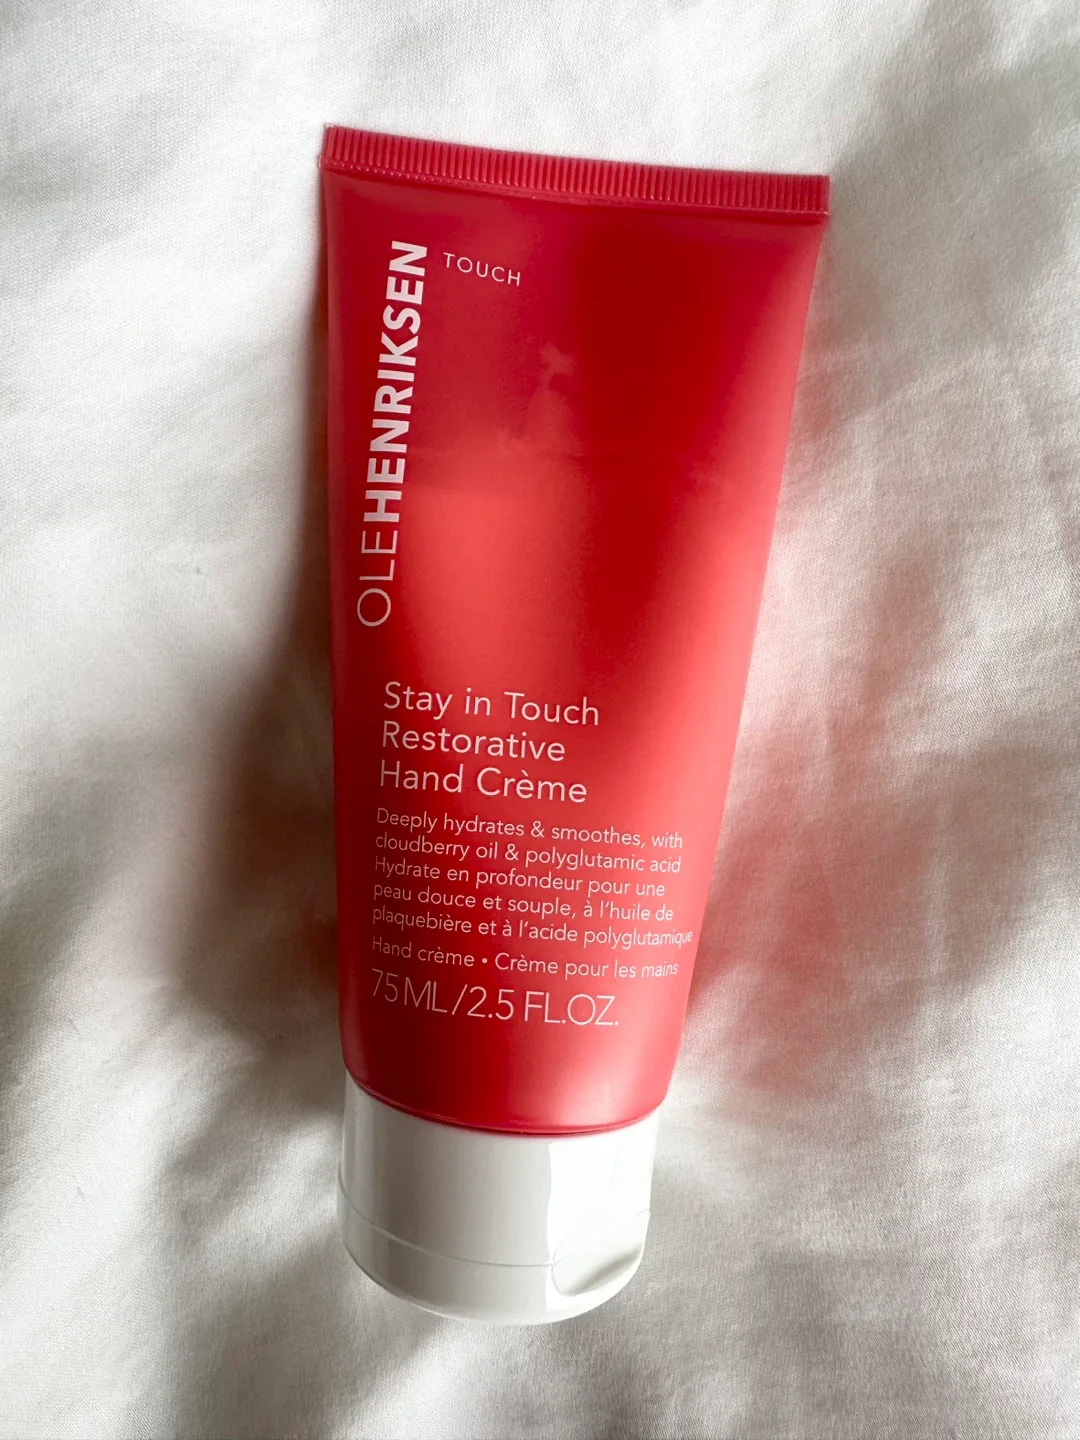 OLEHENRIKSEN
TOUCH
Stay in Touch
Restorative
Hand Crème
Deeply hydrates & smoothes, with
cloudberry oil & polyglutamic acid
Hydrate en profondeur pour une
peau douce et souple, à l'huile de
plaquebière et à l'acide polyglutamique
Hand crème • Crème pour les mains
75ML/2.5 FL.OZ.